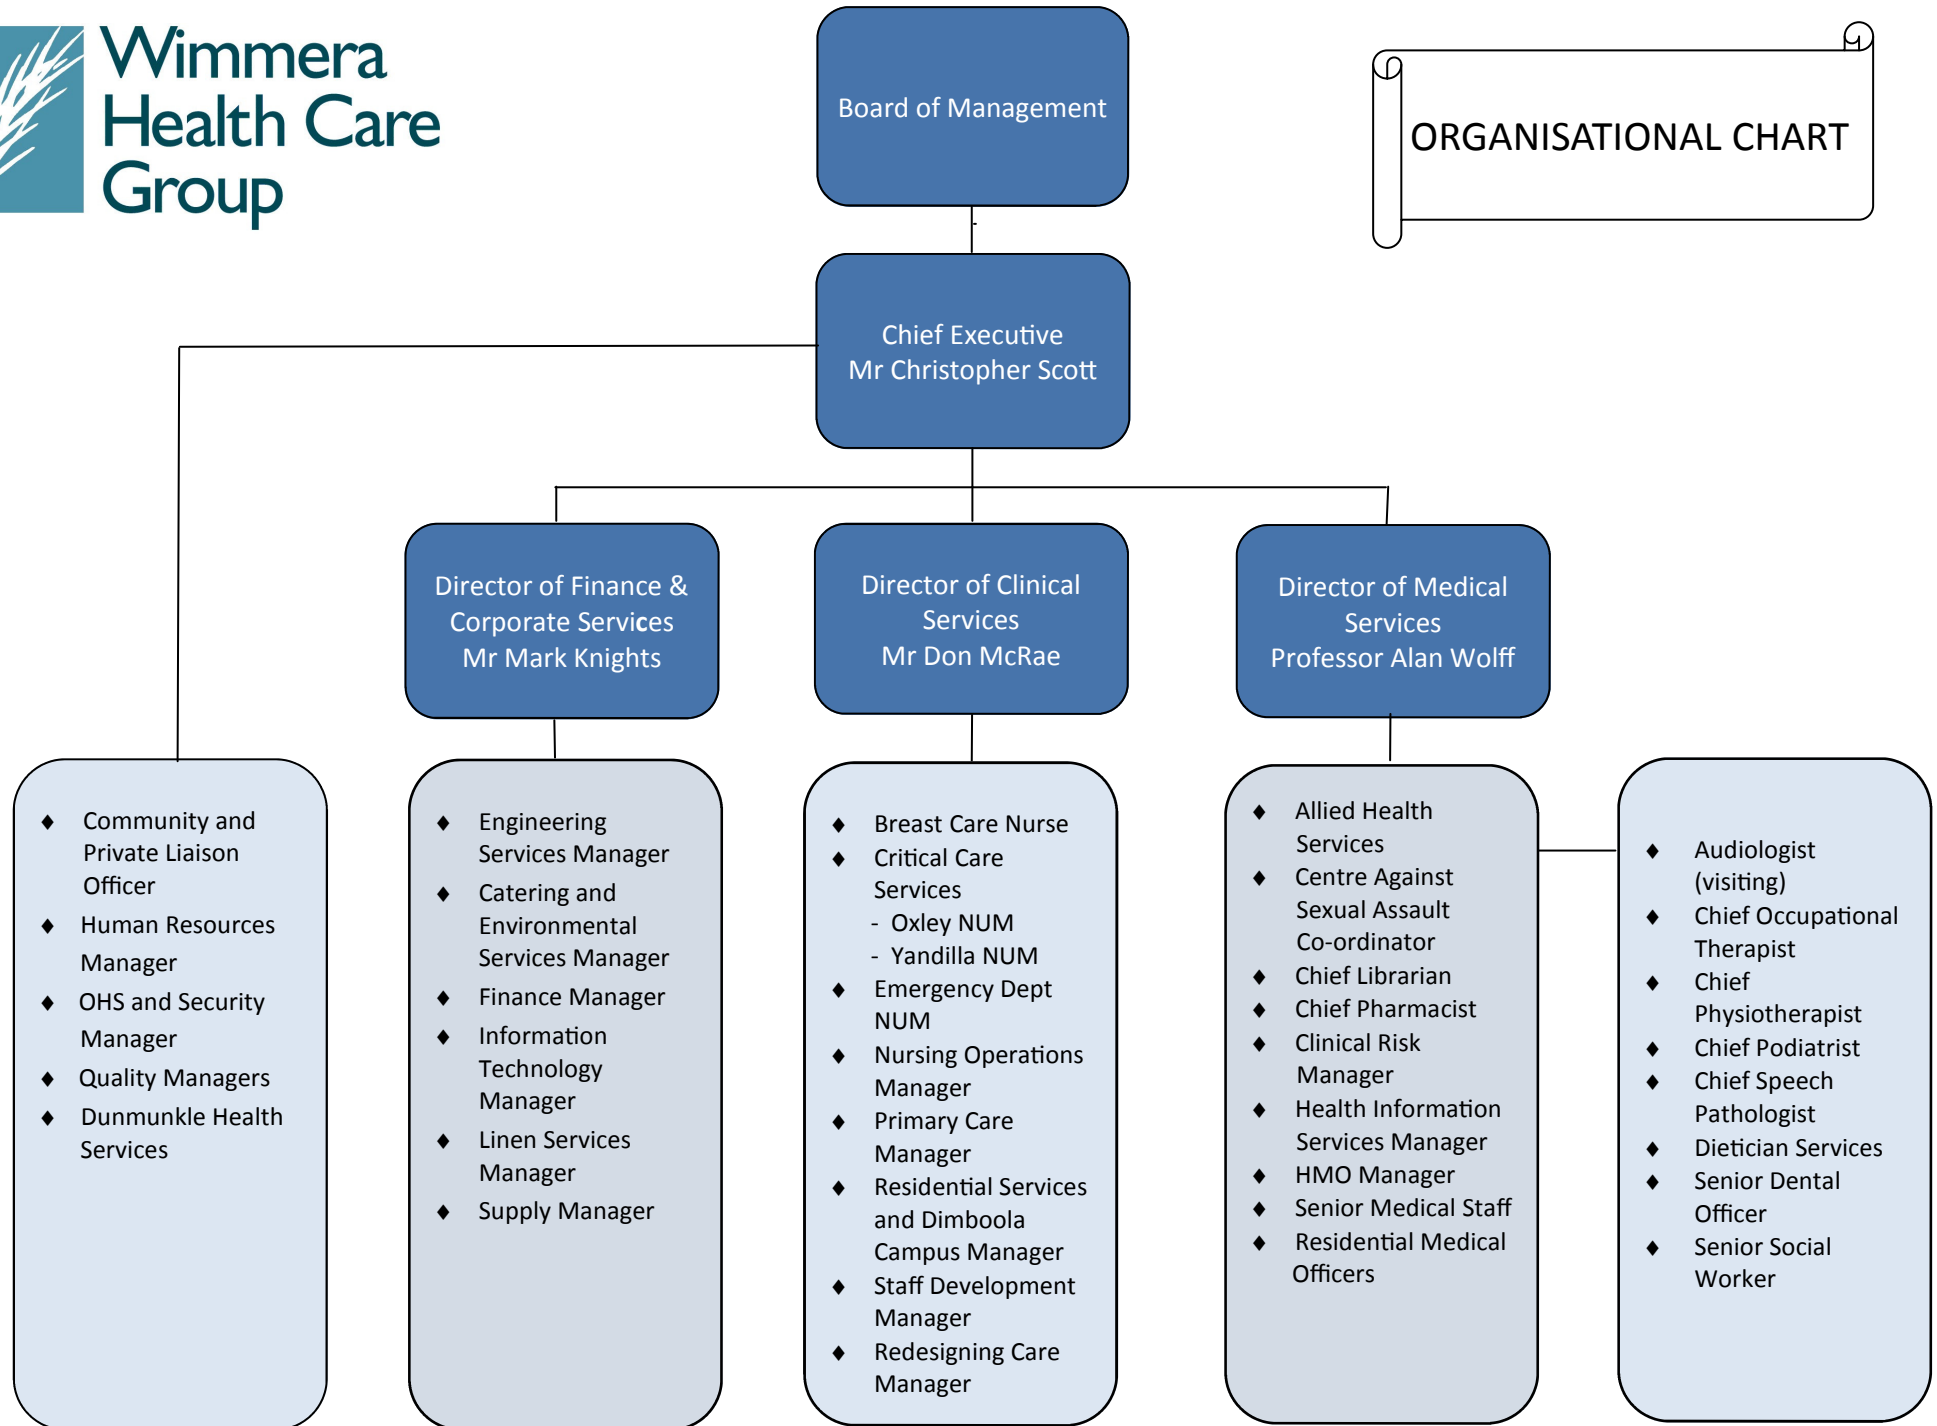 Wimmera
Health Care
Group
Board of Management
ORGANISATIONAL CHART
-
Chief Executive
Mr Christopher Scott
Director of Finance &
Corporate Services
Mr Mark Knights
Director of Clinical
Services
Mr Don McRae
Director of Medical
Services
Professor Alan Wolff
♦ Community and
Private Liaison
Officer
♦ Human Resources
Manager
♦ OHS and Security
Manager
♦ Quality Managers
♦ Dunmunkle Health
Services
♦ Engineering
Services Manager
♦ Catering and
Environmental
Services Manager
♦ Finance Manager
♦ Information
Technology
Manager
♦ Linen Services
Manager
♦ Supply Manager
♦ Breast Care Nurse
♦ Critical Care
Services
- Oxley NUM
- Yandilla NUM
♦ Emergency Dept
NUM
♦ Nursing Operations
Manager
♦ Primary Care
Manager
♦ Residential Services
and Dimboola
Campus Manager
♦ Staff Development
Manager
♦ Redesigning Care
Manager
♦ Allied Health
Services
♦ Centre Against
Sexual Assault
Co-ordinator
♦ Chief Librarian
♦ Chief Pharmacist
♦ Clinical Risk
Manager
♦ Health Information
Services Manager
♦ HMO Manager
♦ Senior Medical Staff
♦ Residential Medical
Officers
♦ Audiologist
(visiting)
♦ Chief Occupational
Therapist
♦ Chief
Physiotherapist
♦ Chief Podiatrist
♦ Chief Speech
Pathologist
♦ Dietician Services
♦ Senior Dental
Officer
♦ Senior Social
Worker